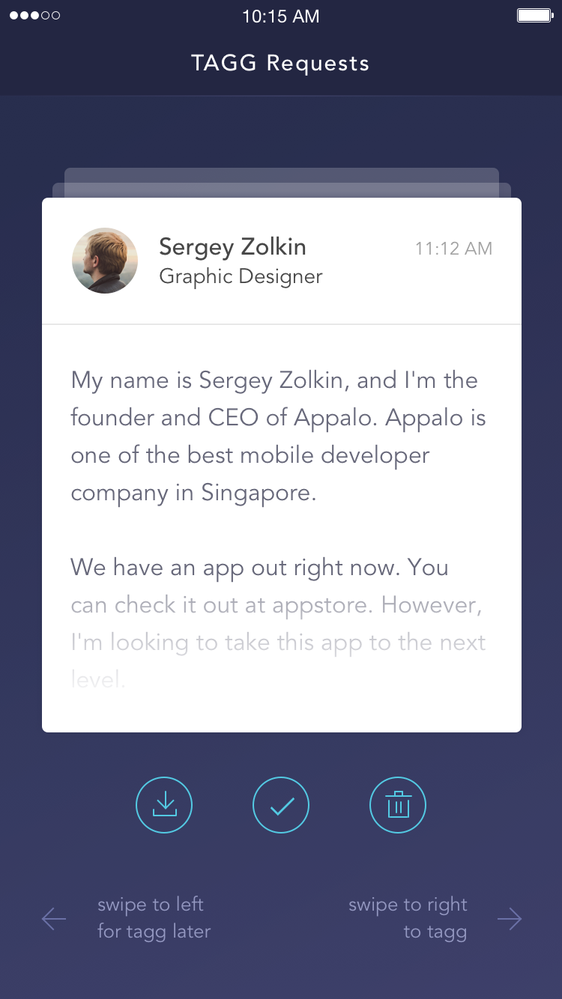 10:15 AM
TAGG Requests
Sergey Zolkin
11:12 AM
Graphic Designer
My name is Sergey Zolkin, and I'm the
founder and CEO of Appalo. Appalo is
one of the best mobile developer
company in Singapore.
We have an app out right now. You
can check it out at appstore. However,
I'm looking to take this app to the next
level.
swipe to left
for tagg later
swipe to right
to tagg